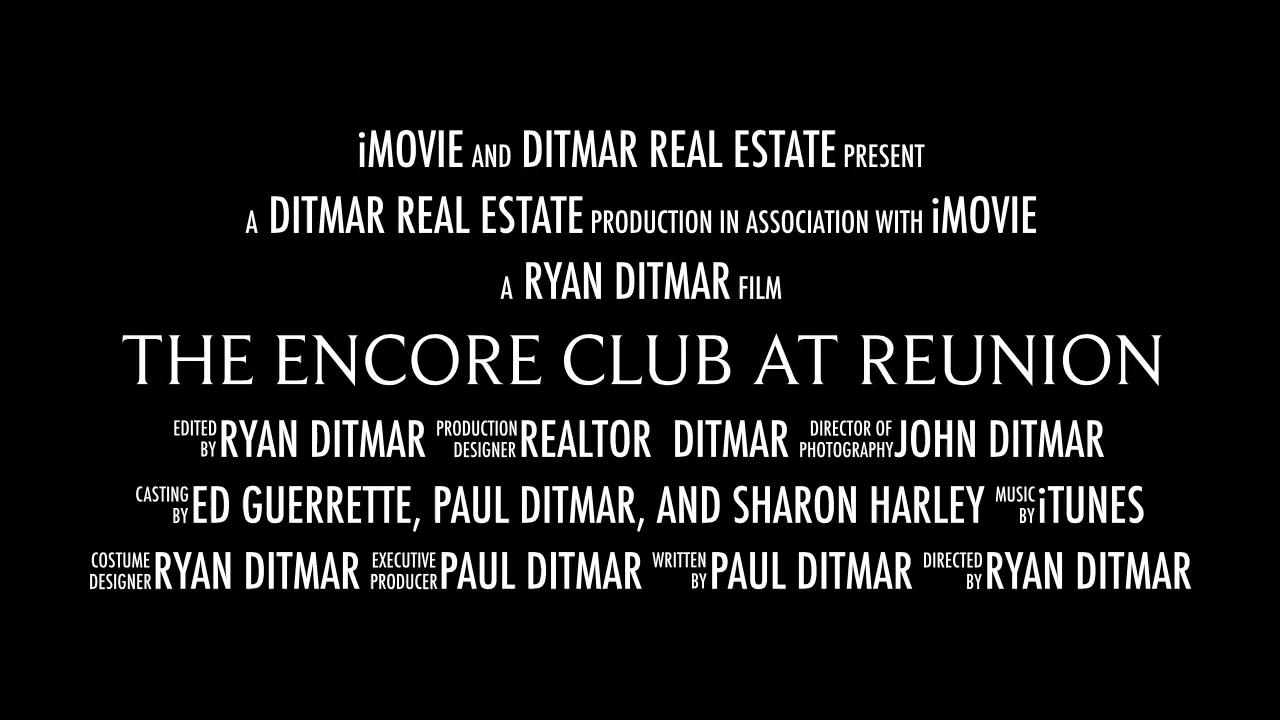 iMOVIE AND DITMAR REAL ESTATE PRESENT
A DITMAR REAL ESTATE PRODUCTION IN ASSOCIATION WITH iMOVIE
A RYAN DITMAR FILM
THE ENCORE CLUB AT REUNION
EDITED BY RYAN DITMAR PRODUCTION DESIGNER REALTOR DITMAR DIRECTOR OF PHOTOGRAPHY JOHN DITMAR
CASTING BY ED GUERRETTE, PAUL DITMAR, AND SHARON HARLEY MUSIC BY iTUNES
COSTUME DESIGNER RYAN DITMAR EXECUTIVE PRODUCER PAUL DITMAR WRITTEN BY PAUL DITMAR DIRECTED BY RYAN DITMAR